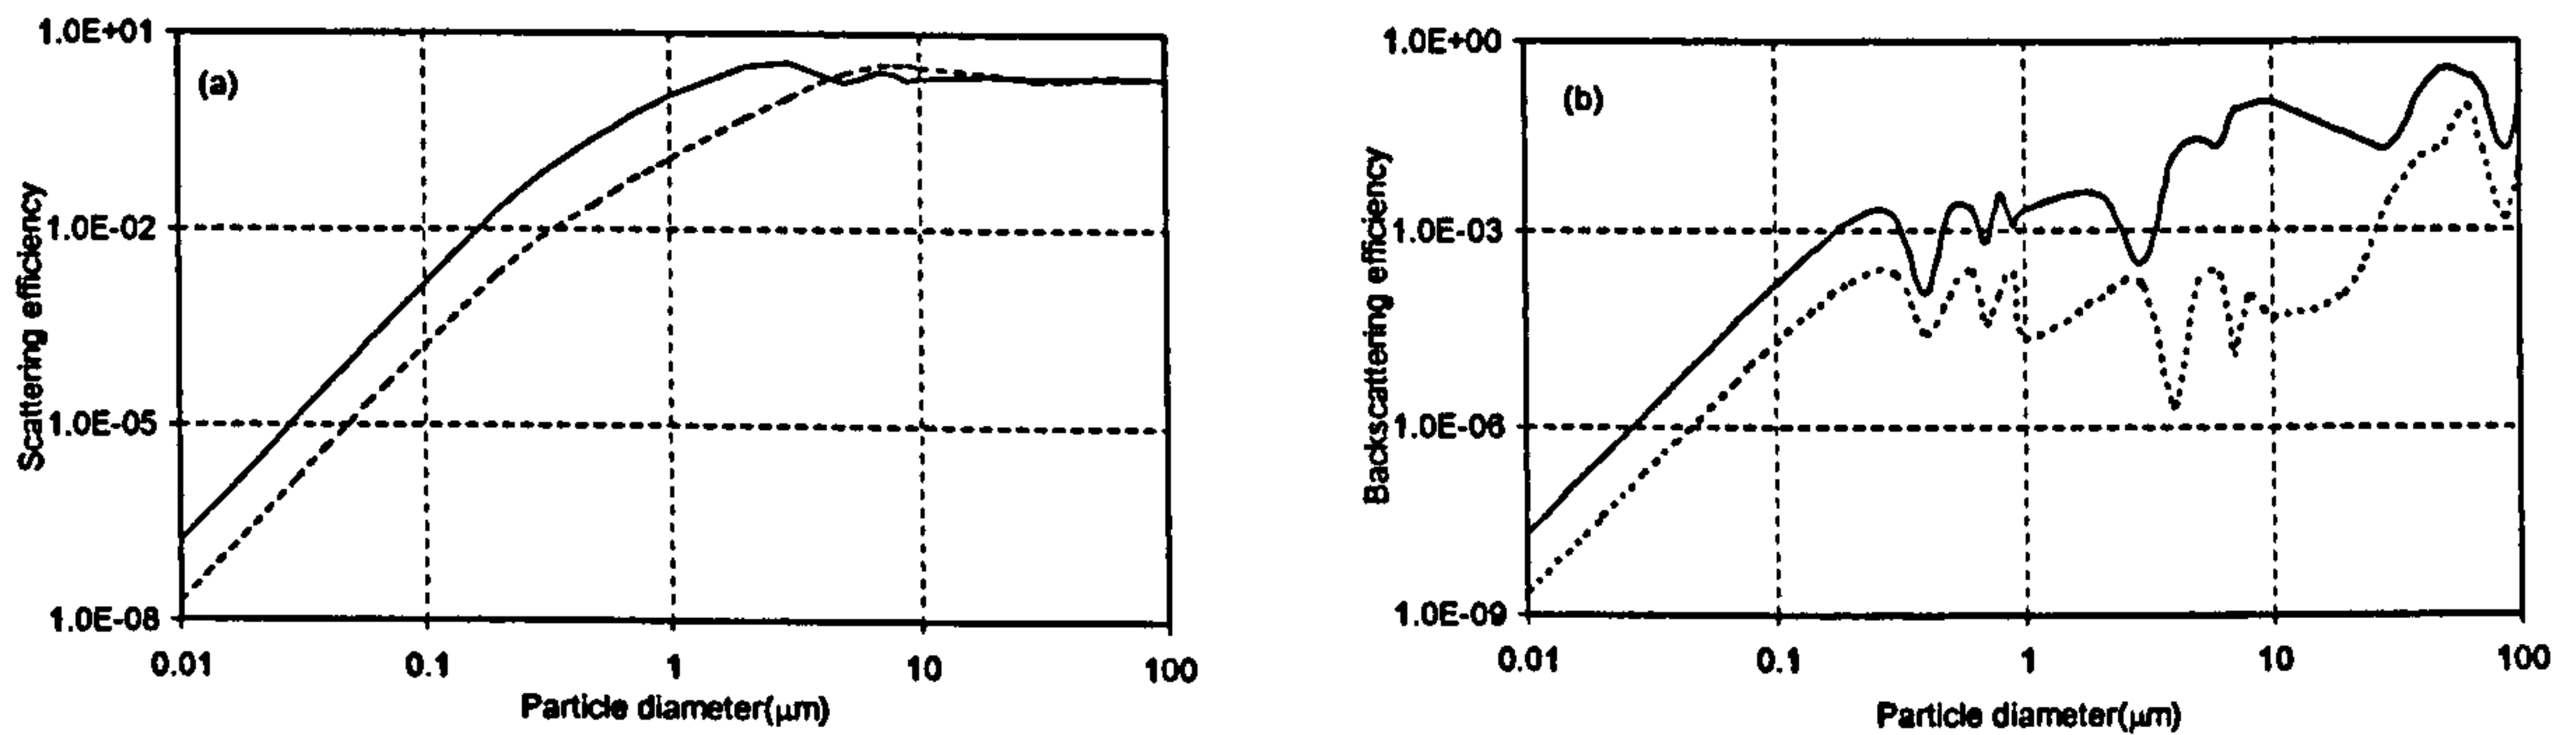 1.0E+01
(a)
Scattering efficiency
1.0E-02
1.0E-05
1.0E-08
0.01 0.1 1 10 100
Particle diameter(μm)
1.0E+00
(b)
Backscattering efficiency
1.0E-03
1.0E-06
1.0E-09
0.01 0.1 1 10 100
Particle diameter(μm)